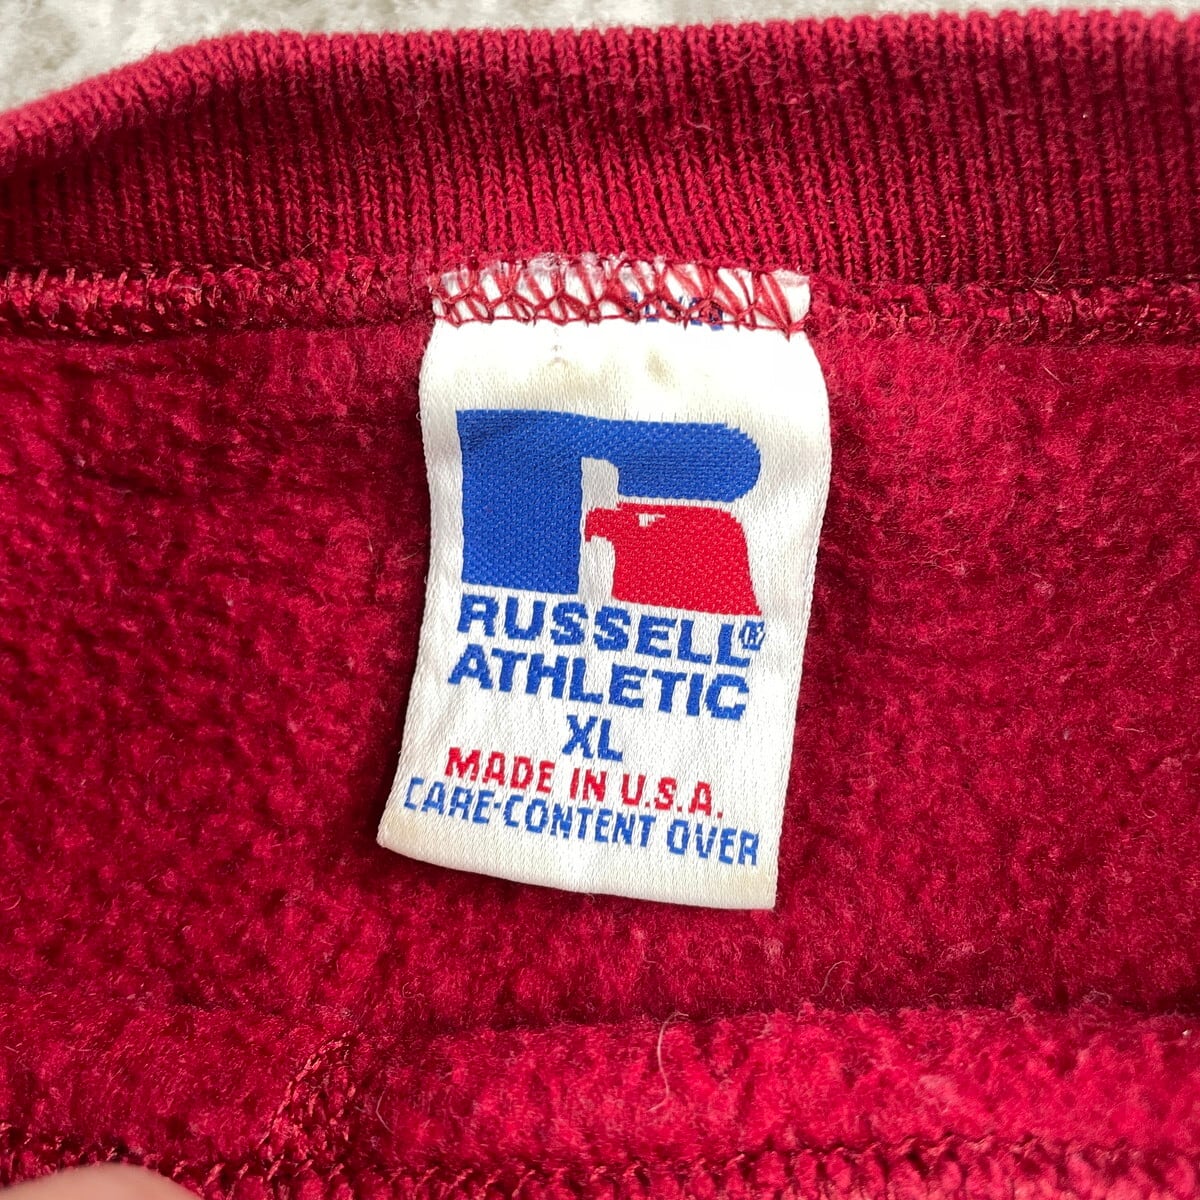 RUSSELL®
ATHLETIC
XL
MADE IN U.S.A.
CARE-CONTENT OVER